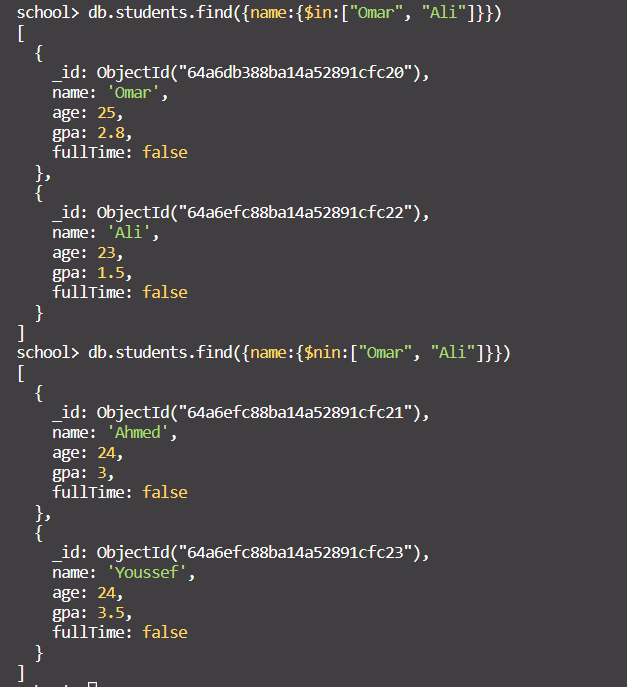 school> db.students.find({name:{$in:["Omar", "Ali"]}})
[
  {
    _id: ObjectId("64a6db388ba14a52891cfc20"),
    name: 'Omar',
    age: 25,
    gpa: 2.8,
    fullTime: false
  },
  {
    _id: ObjectId("64a6efc88ba14a52891cfc22"),
    name: 'Ali',
    age: 23,
    gpa: 1.5,
    fullTime: false
  }
]
school> db.students.find({name:{$nin:["Omar", "Ali"]}})
[
  {
    _id: ObjectId("64a6efc88ba14a52891cfc21"),
    name: 'Ahmed',
    age: 24,
    gpa: 3,
    fullTime: false
  },
  {
    _id: ObjectId("64a6efc88ba14a52891cfc23"),
    name: 'Youssef',
    age: 24,
    gpa: 3.5,
    fullTime: false
  }
]